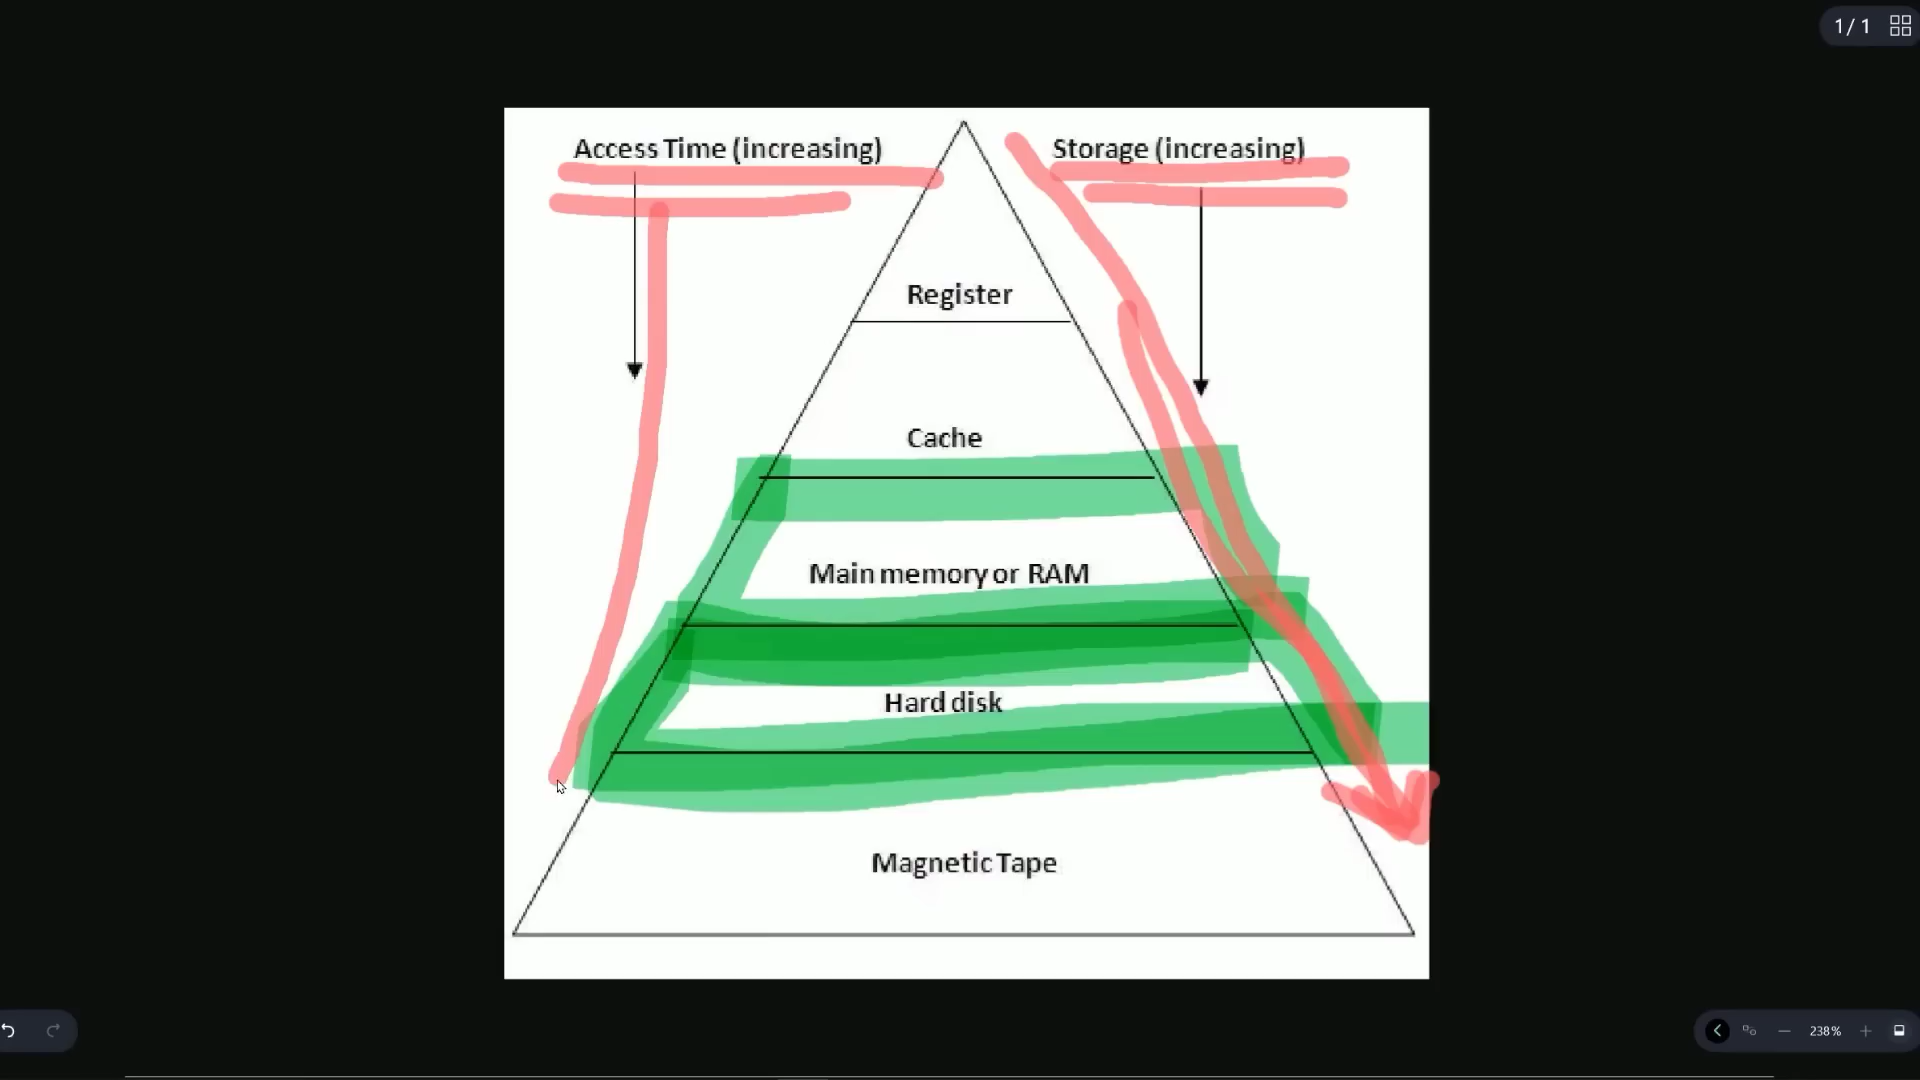 1/ 1
Access Time (increasing)
Storage (increasing)
Register
Cache
Main memory or RAM
Hard disk
Magnetic Tape
238%